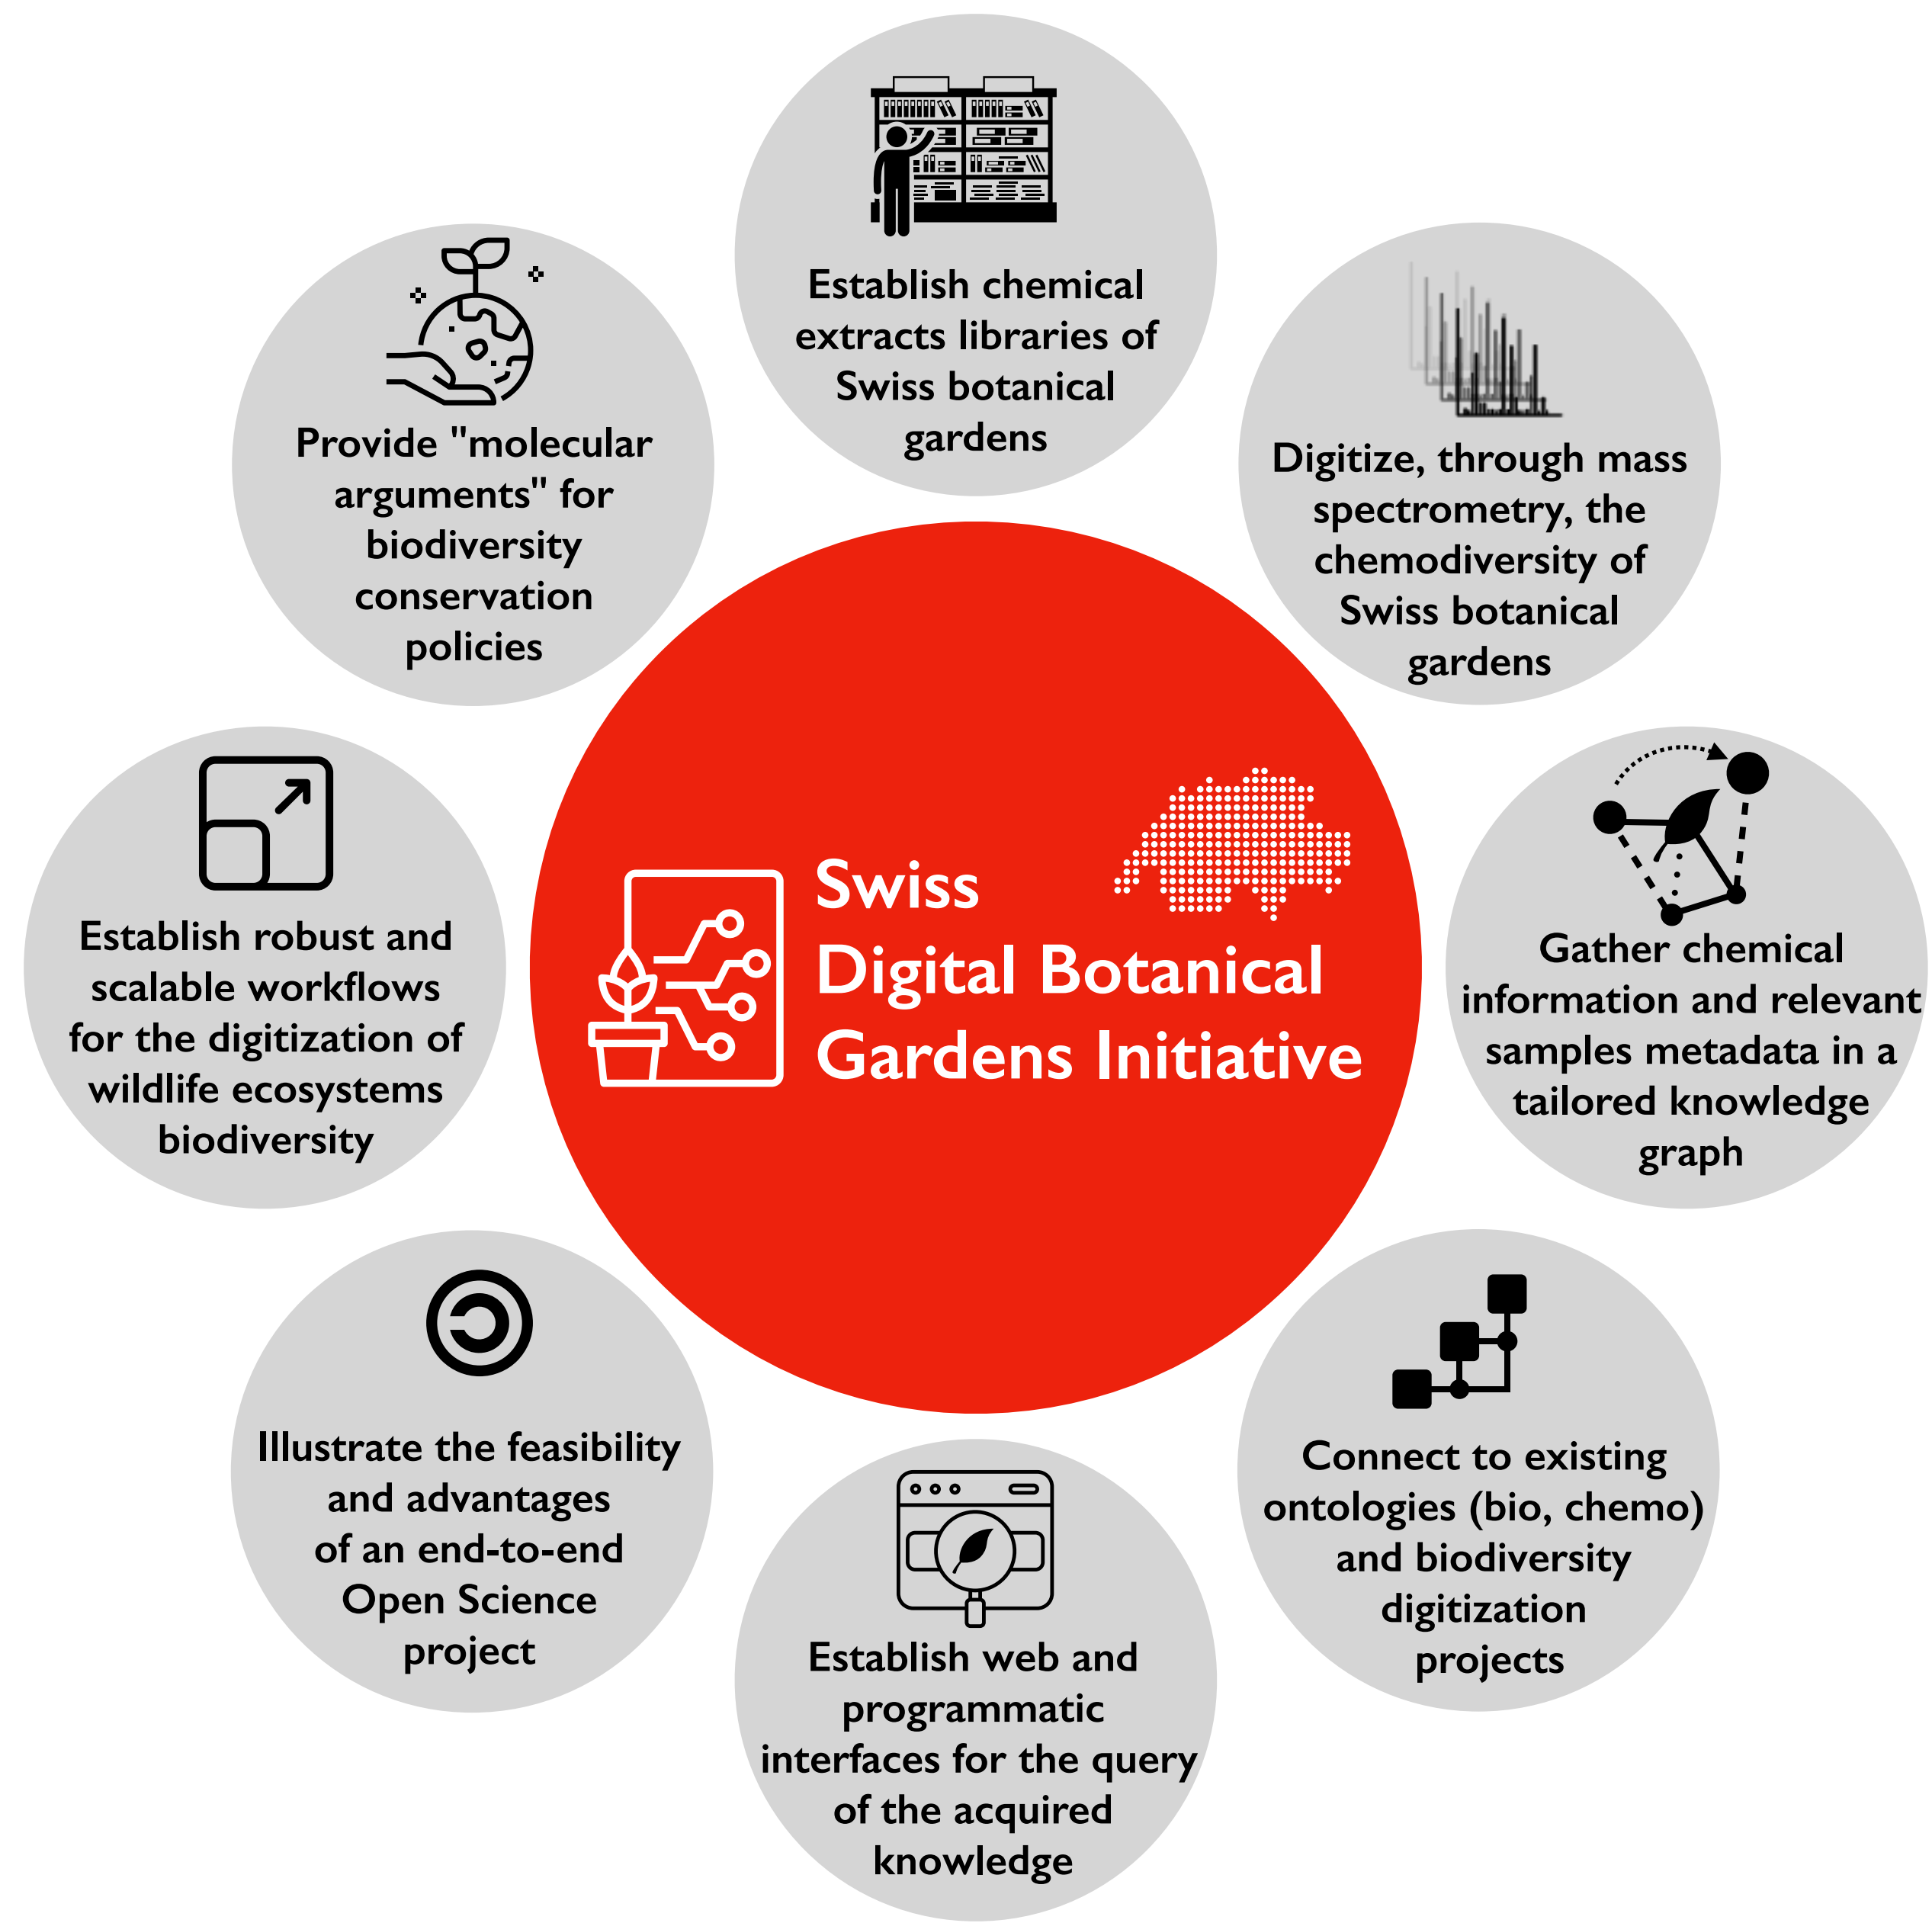 Establish chemical
extracts libraries of
Swiss botanical
gardens
Digitize, through mass
spectrometry, the
chemodiversity of
Swiss botanical
gardens
Gather chemical
information and relevant
samples metadata in a
tailored knowledge
graph
Connect to existing
ontologies (bio, chemo)
and biodiversity
digitization
projects
Establish web and
programmatic
interfaces for the query
of the acquired
knowledge
Illustrate the feasibility
and advantages
of an end-to-end
Open Science
project
Establish robust and
scalable workflows
for the digitization of
wildlife ecosystems
biodiversity
Provide "molecular
arguments" for
biodiversity
conservation
policies
Swiss
Digital Botanical
Gardens Initiative